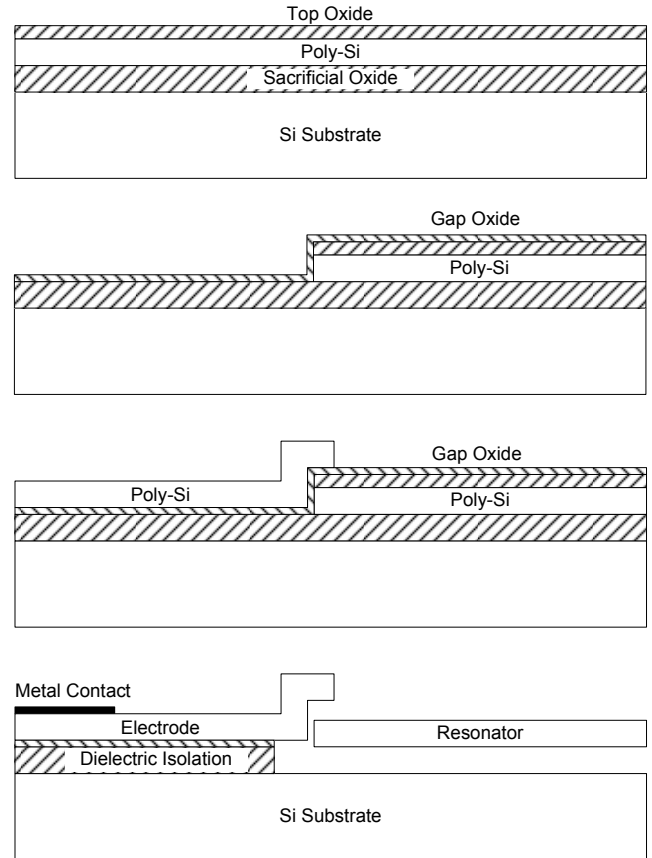 Top Oxide
Poly-Si
Sacrificial Oxide
Si Substrate
Gap Oxide
Poly-Si
Gap Oxide
Poly-Si
Poly-Si
Metal Contact
Electrode
Resonator
Dielectric Isolation
Si Substrate